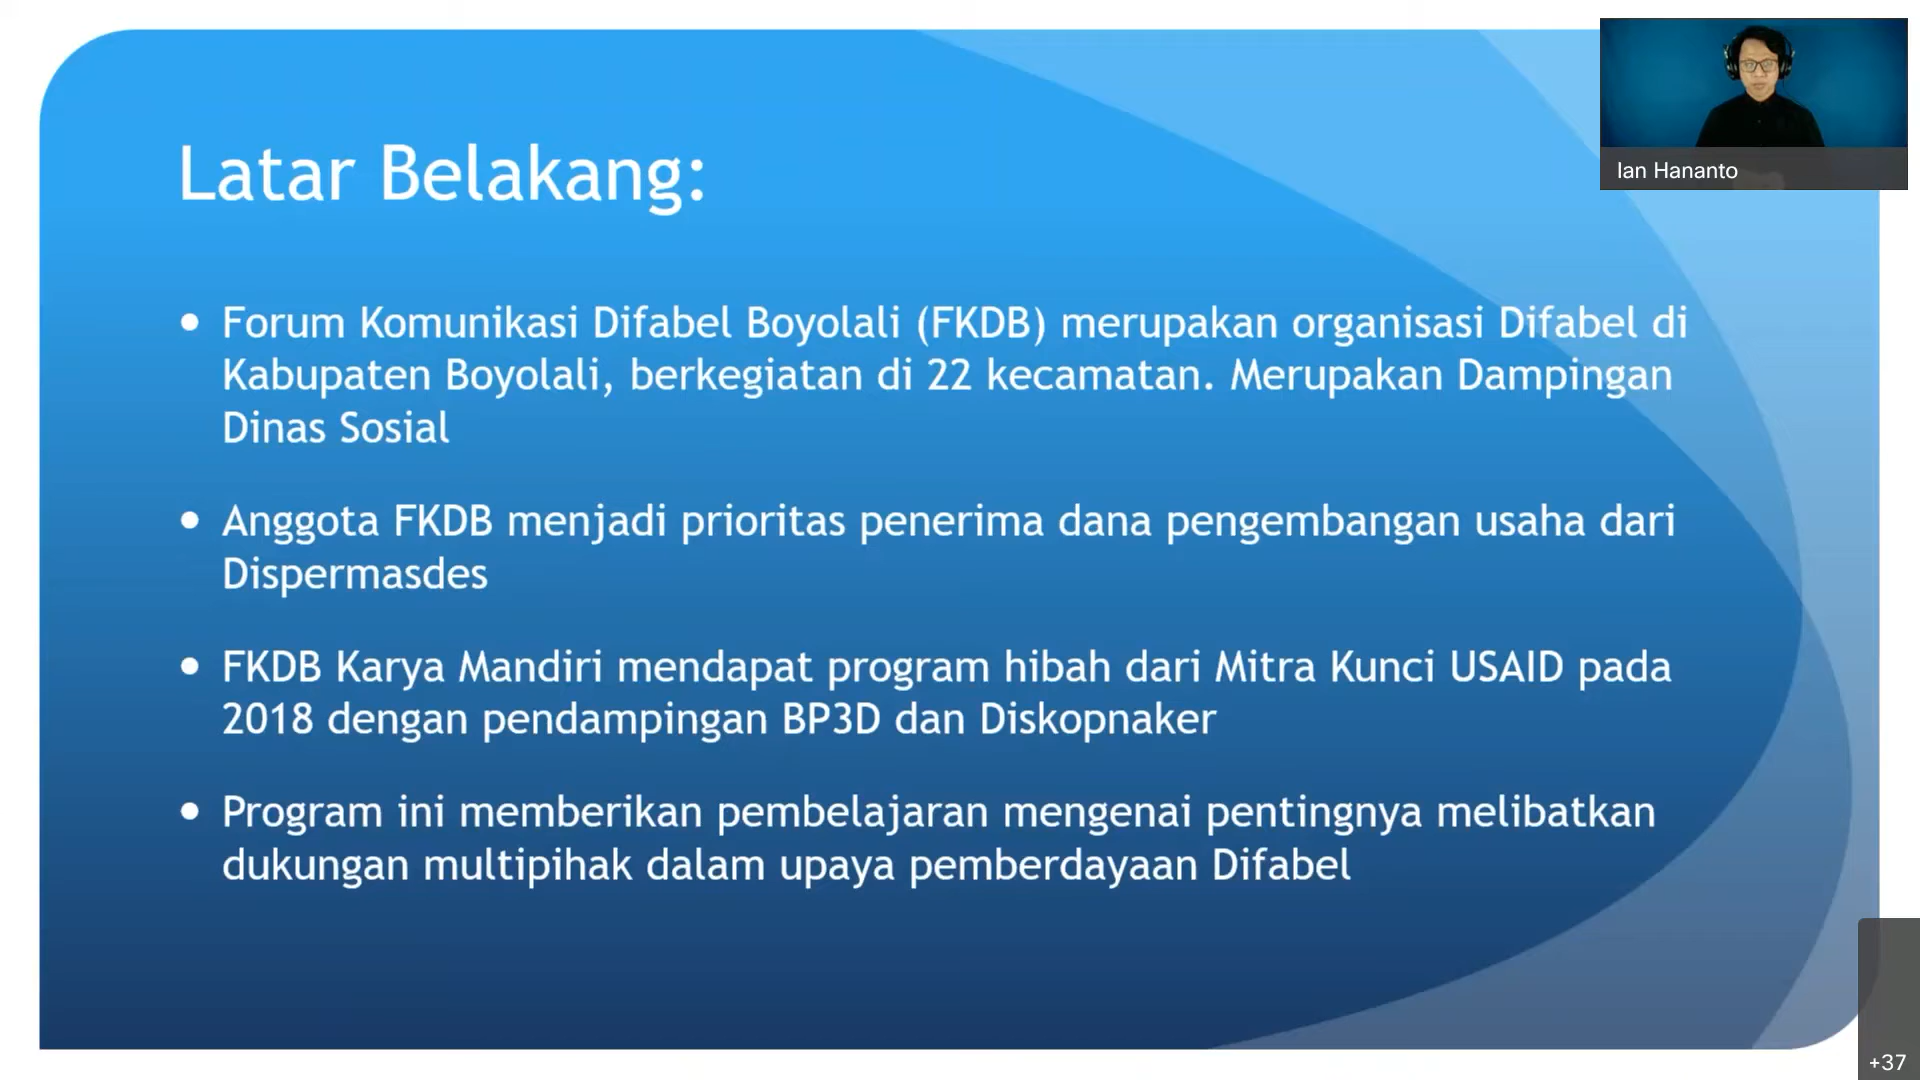 Latar Belakang:
Ian Hananto
• Forum Komunikasi Difabel Boyolali (FKDB) merupakan organisasi Difabel di
Kabupaten Boyolali, berkegiatan di 22 kecamatan. Merupakan Dampingan
Dinas Sosial
• Anggota FKDB menjadi prioritas penerima dana pengembangan usaha dari
Dispermasdes
• FKDB Karya Mandiri mendapat program hibah dari Mitra Kunci USAID pada
2018 dengan pendampingan BP3D dan Diskopnaker
• Program ini memberikan pembelajaran mengenai pentingnya melibatkan
dukungan multipihak dalam upaya pemberdayaan Difabel
+37